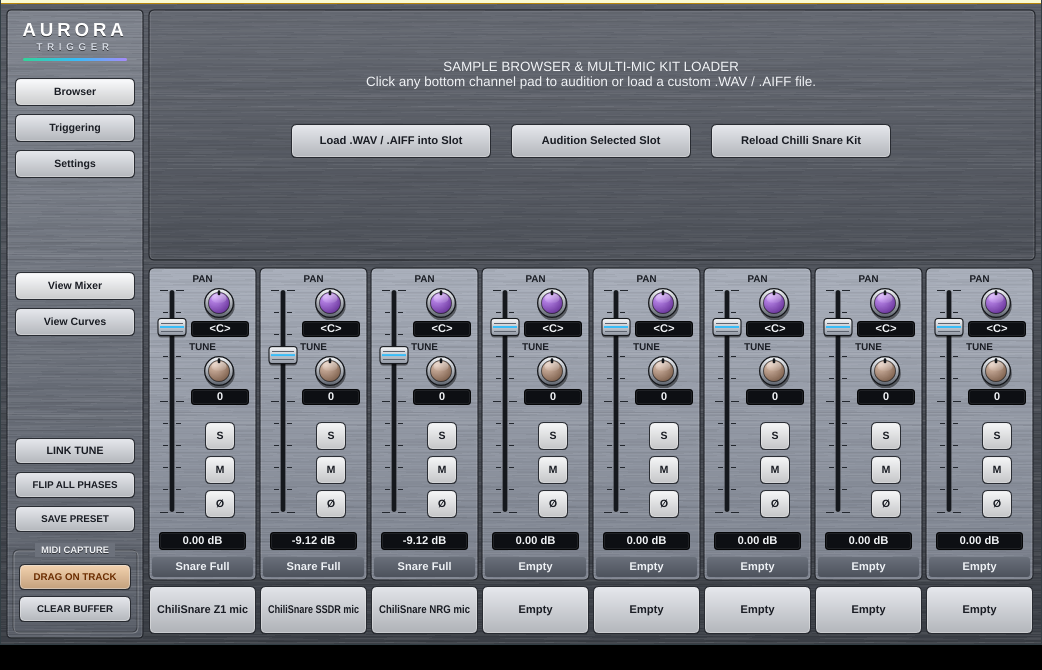 AURORA
TRIGGER
Browser
Triggering
Settings
View Mixer
View Curves
LINK TUNE
FLIP ALL PHASES
SAVE PRESET
MIDI CAPTURE
DRAG ON TRACK
CLEAR BUFFER
SAMPLE BROWSER & MULTI-MIC KIT LOADER
Click any bottom channel pad to audition or load a custom .WAV / .AIFF file.
Load .WAV / .AIFF into Slot Audition Selected Slot Reload Chilli Snare Kit
PAN PAN PAN PAN PAN PAN PAN PAN
<C> <C> <C> <C> <C> <C> <C> <C>
TUNE TUNE TUNE TUNE TUNE TUNE TUNE TUNE
0 0 0 0 0 0 0 0
S S S S S S S S
M M M M M M M M
Ø Ø Ø Ø Ø Ø Ø Ø
0.00 dB -9.12 dB -9.12 dB 0.00 dB 0.00 dB 0.00 dB 0.00 dB 0.00 dB
Snare Full Snare Full Snare Full Empty Empty Empty Empty Empty
ChiliSnare Z1 mic ChiliSnare SSDR mic ChiliSnare NRG mic Empty Empty Empty Empty Empty